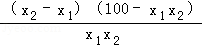 (x₂ − x₁) (100 − x₁x₂)
x₁x₂